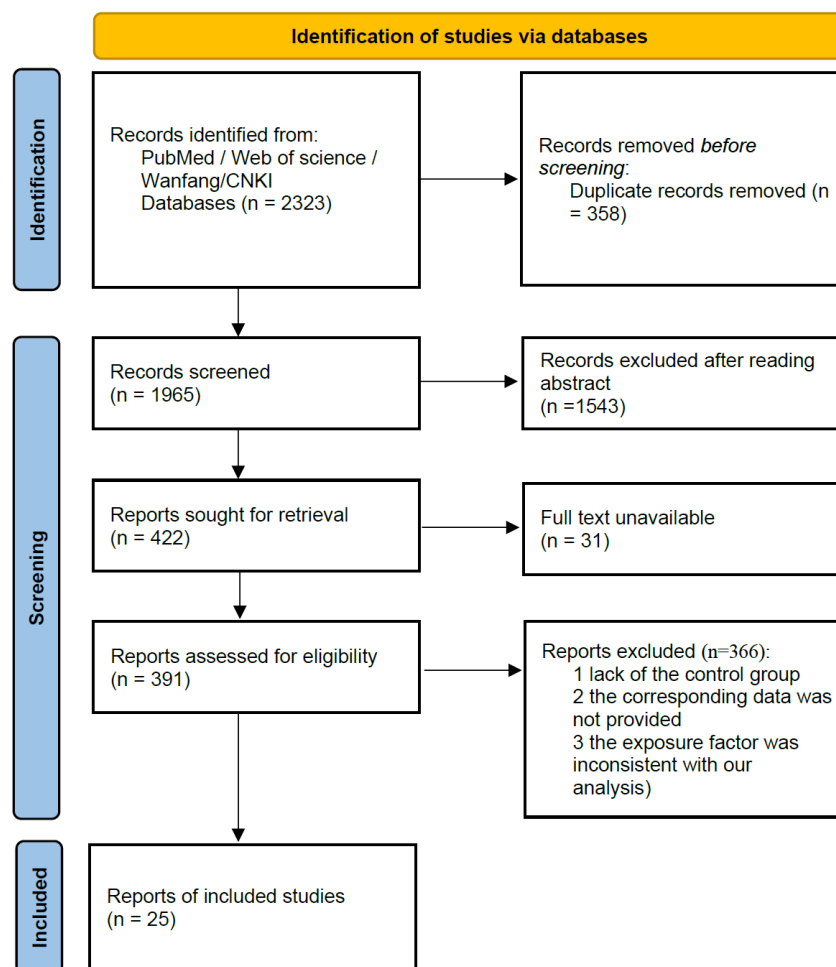 Identification of studies via databases
Identification
Records identified from:
PubMed / Web of science /
Wanfang/CNKI
Databases (n = 2323)
Records removed before
screening:
Duplicate records removed (n
= 358)
Screening
Records screened
(n = 1965)
Records excluded after reading
abstract
(n =1543)
Reports sought for retrieval
(n = 422)
Full text unavailable
(n = 31)
Reports assessed for eligibility
(n = 391)
Reports excluded (n=366):
1 lack of the control group
2 the corresponding data was
not provided
3 the exposure factor was
inconsistent with our
analysis)
Included
Reports of included studies
(n = 25)